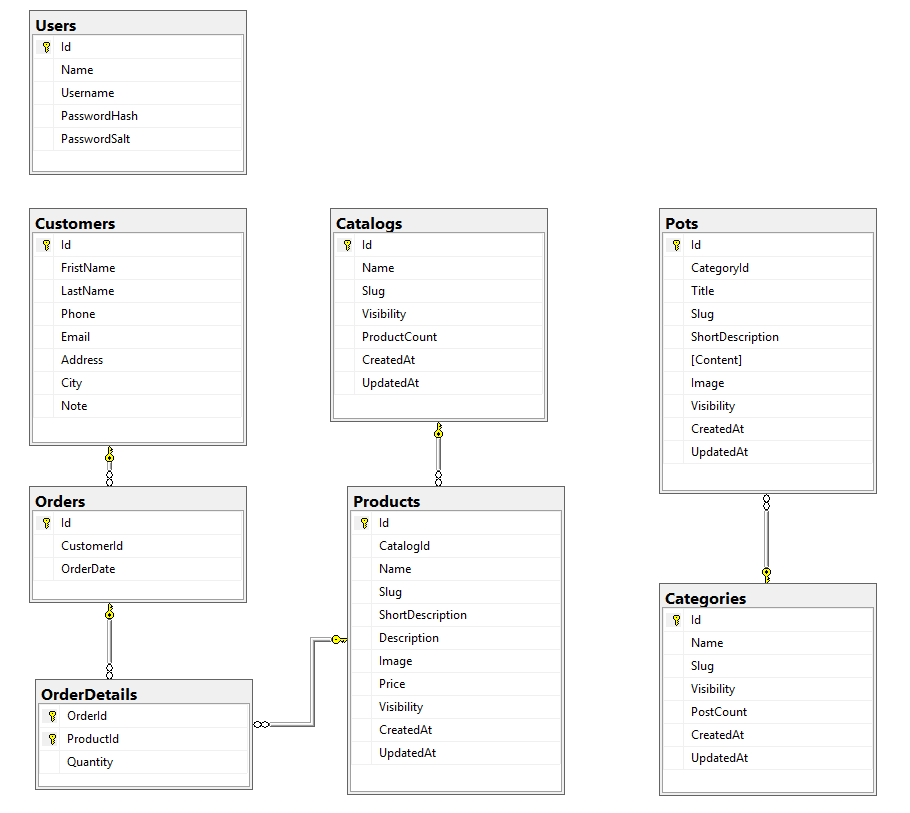 Users
Id
Name
Username
PasswordHash
PasswordSalt
Customers
Id
FristName
LastName
Phone
Email
Address
City
Note
Catalogs
Id
Name
Slug
Visibility
ProductCount
CreatedAt
UpdatedAt
Pots
Id
CategoryId
Title
Slug
ShortDescription
[Content]
Image
Visibility
CreatedAt
UpdatedAt
Orders
Id
CustomerId
OrderDate
Products
Id
CatalogId
Name
Slug
ShortDescription
Description
Image
Price
Visibility
CreatedAt
UpdatedAt
Categories
Id
Name
Slug
Visibility
PostCount
CreatedAt
UpdatedAt
OrderDetails
OrderId
ProductId
Quantity